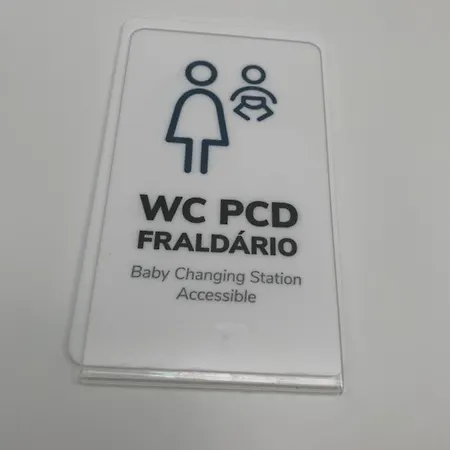 WC PCD
FRALDÁRIO
Baby Changing Station
Accessible